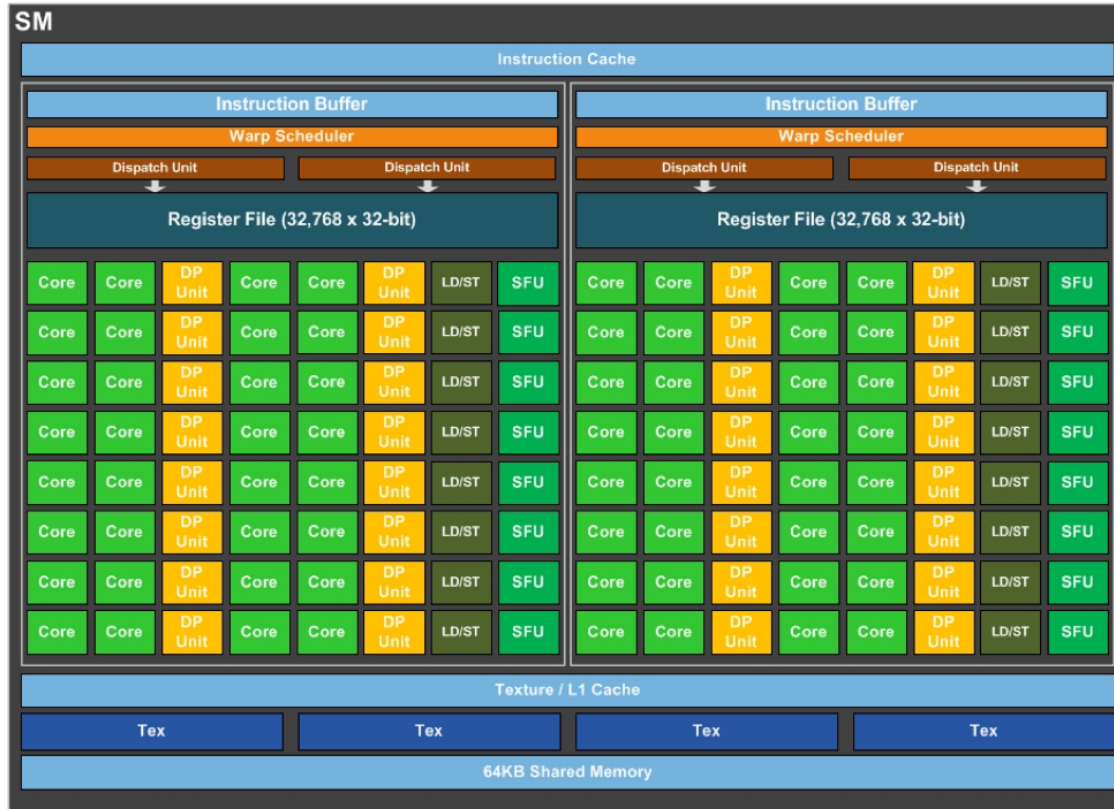 SM
Instruction Cache
Instruction Buffer Instruction Buffer
Warp Scheduler Warp Scheduler
Dispatch Unit Dispatch Unit Dispatch Unit Dispatch Unit
Register File (32,768 x 32-bit) Register File (32,768 x 32-bit)
Core Core DP Unit Core Core DP Unit LD/ST SFU Core Core DP Unit Core Core DP Unit LD/ST SFU
Core Core DP Unit Core Core DP Unit LD/ST SFU Core Core DP Unit Core Core DP Unit LD/ST SFU
Core Core DP Unit Core Core DP Unit LD/ST SFU Core Core DP Unit Core Core DP Unit LD/ST SFU
Core Core DP Unit Core Core DP Unit LD/ST SFU Core Core DP Unit Core Core DP Unit LD/ST SFU
Core Core DP Unit Core Core DP Unit LD/ST SFU Core Core DP Unit Core Core DP Unit LD/ST SFU
Core Core DP Unit Core Core DP Unit LD/ST SFU Core Core DP Unit Core Core DP Unit LD/ST SFU
Core Core DP Unit Core Core DP Unit LD/ST SFU Core Core DP Unit Core Core DP Unit LD/ST SFU
Core Core DP Unit Core Core DP Unit LD/ST SFU Core Core DP Unit Core Core DP Unit LD/ST SFU
Texture / L1 Cache
Tex Tex Tex Tex
64KB Shared Memory